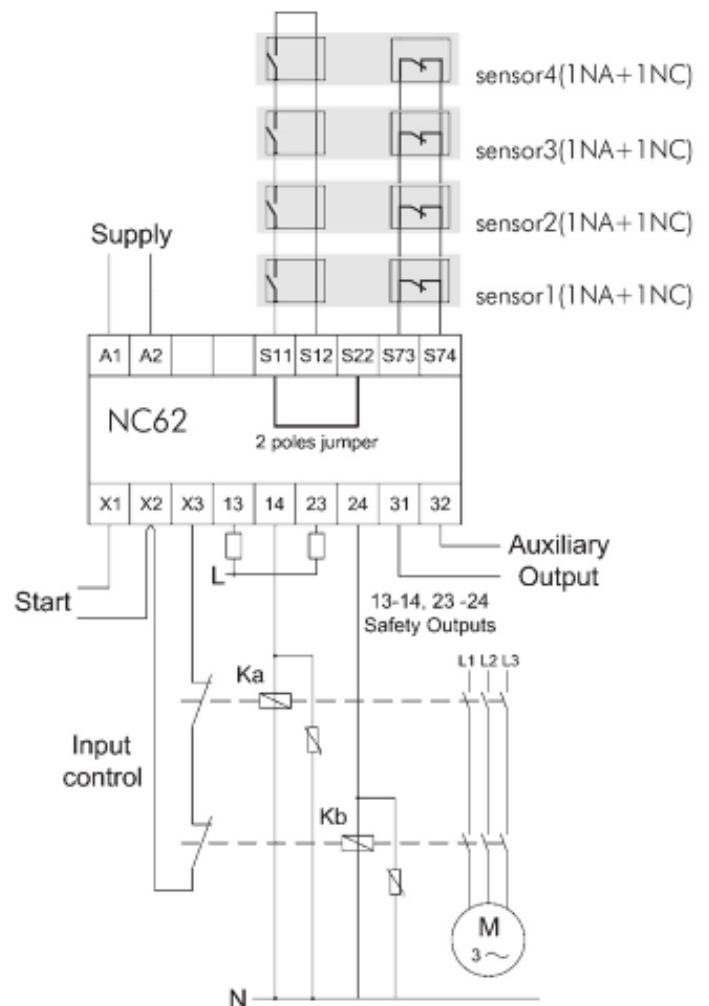 sensor4(1NA+1NC)
sensor3(1NA+1NC)
sensor2(1NA+1NC)
sensor1(1NA+1NC)
Supply
A1 A2 S11 S12 S22 S73 S74
NC62
2 poles jumper
X1 X2 X3 13 14 23 24 31 32
L
Auxiliary
Output
Start
13-14, 23 -24
Safety Outputs
L1 L2 L3
Ka
Input
control
Kb
M
3~
N